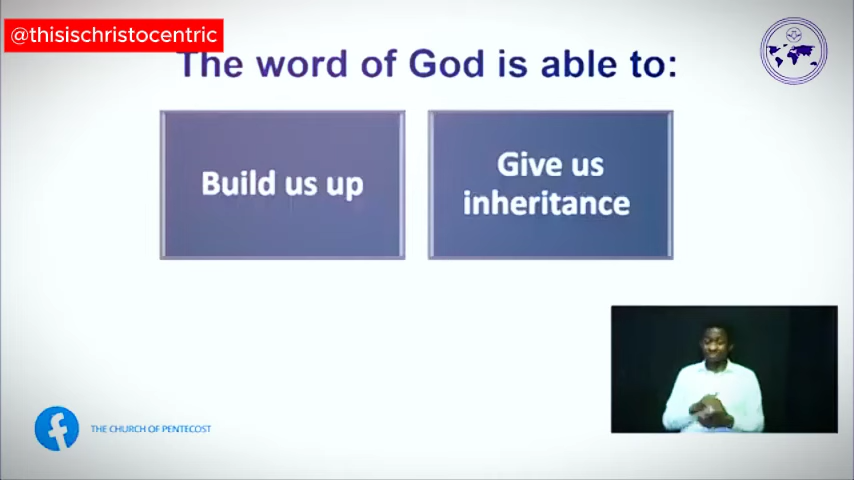 @thisischristocentric
The word of God is able to:
Build us up
Give us
inheritance
THE CHURCH OF PENTECOST